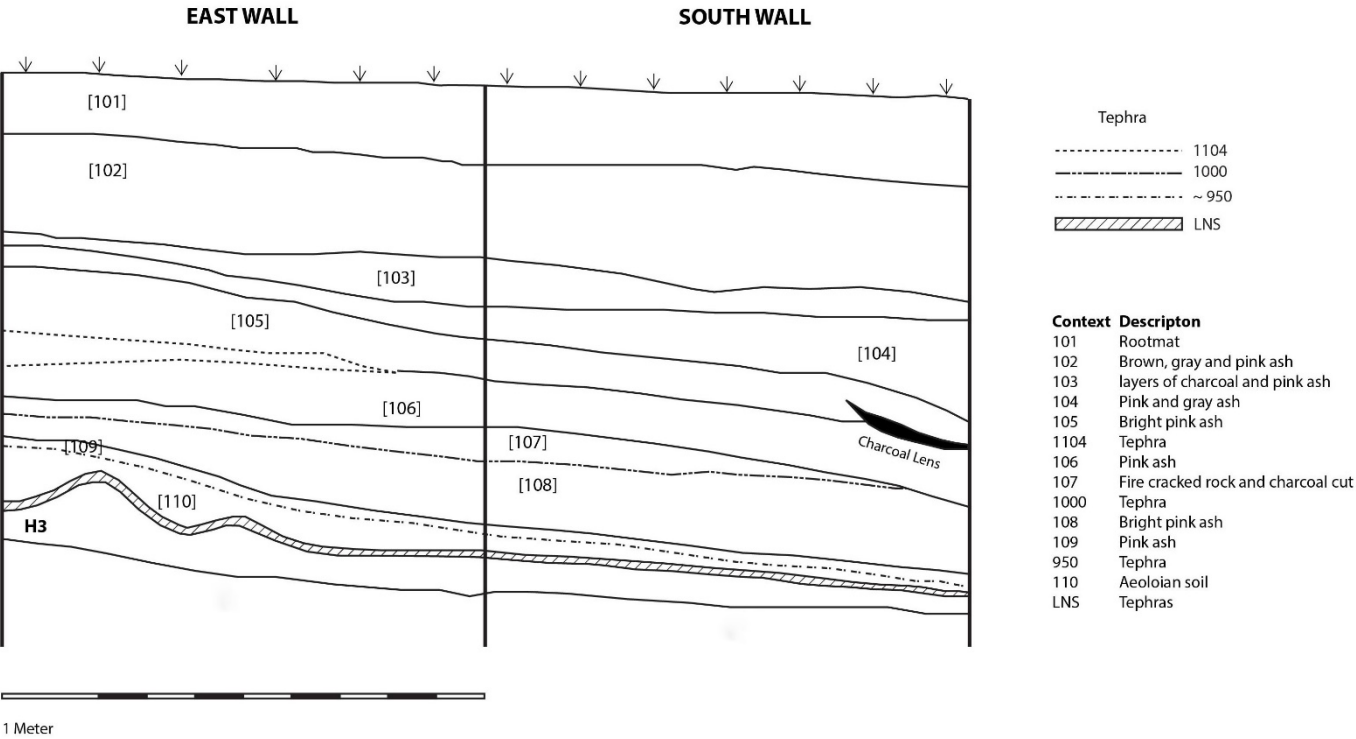 EAST WALL
SOUTH WALL
[101]
[102]
[103]
[105]
[104]
[106]
[107]
Charcoal Lens
[109]
[108]
[110]
H3
1 Meter
Tephra
1104
1000
~ 950
LNS
Context Descripton
101 Rootmat
102 Brown, gray and pink ash
103 layers of charcoal and pink ash
104 Pink and gray ash
105 Bright pink ash
1104 Tephra
106 Pink ash
107 Fire cracked rock and charcoal cut
1000 Tephra
108 Bright pink ash
109 Pink ash
950 Tephra
110 Aeoloian soil
LNS Tephras